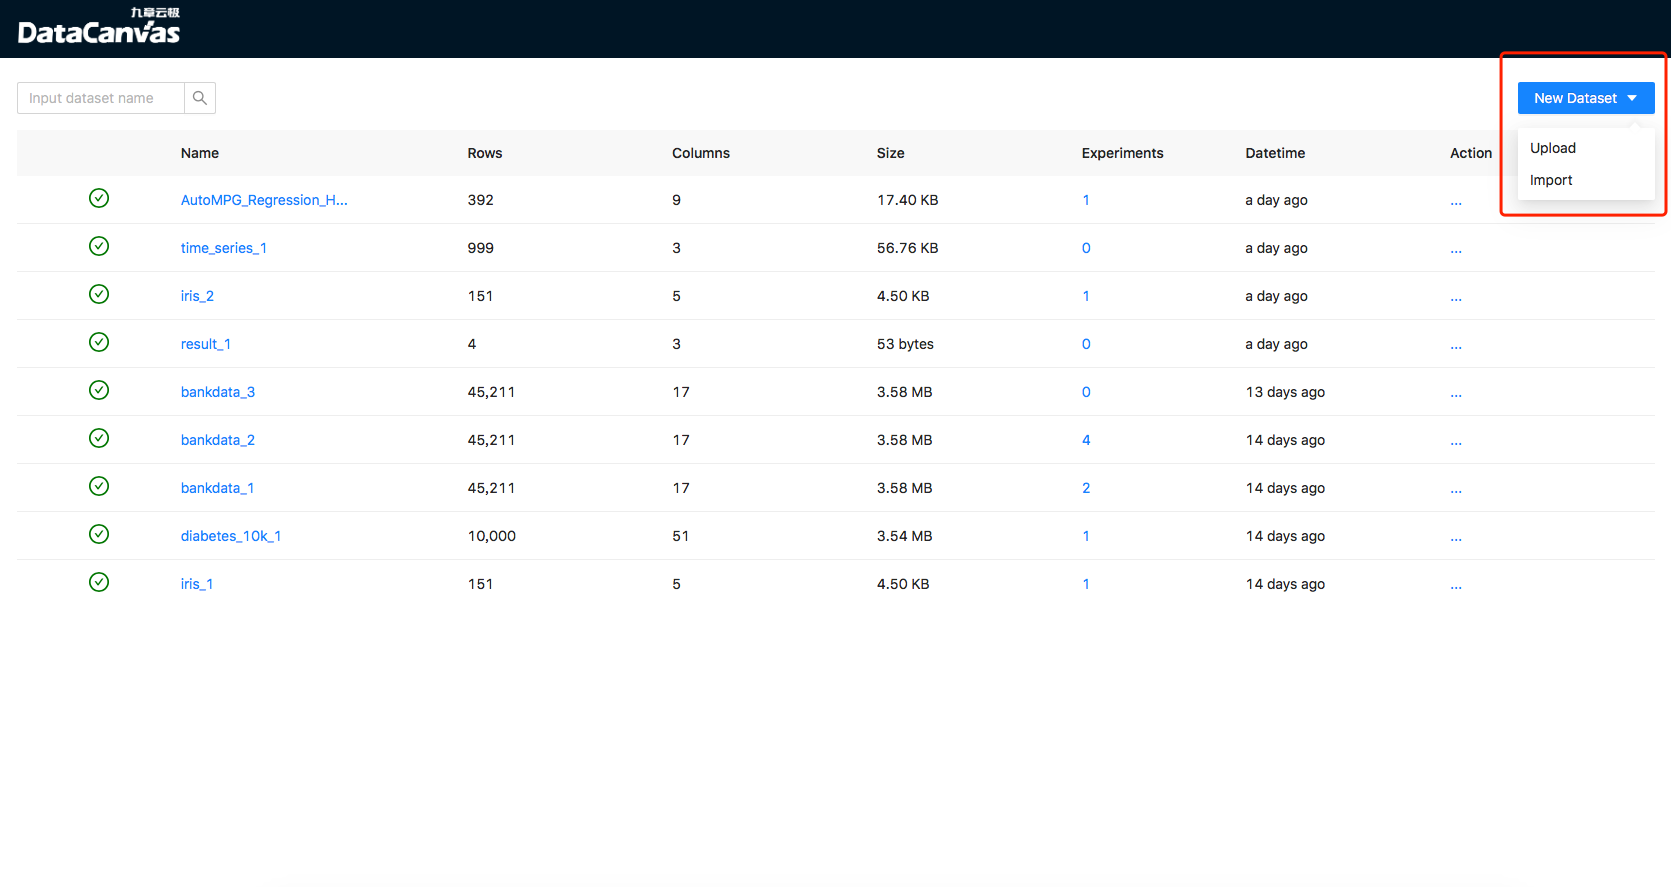 九章云极
DataCanvas
Input dataset name
New Dataset
Upload
Import
Name Rows Columns Size Experiments Datetime Action
AutoMPG_Regression_H... 392 9 17.40 KB 1 a day ago ...
time_series_1 999 3 56.76 KB 0 a day ago ...
iris_2 151 5 4.50 KB 1 a day ago ...
result_1 4 3 53 bytes 0 a day ago ...
bankdata_3 45,211 17 3.58 MB 0 13 days ago ...
bankdata_2 45,211 17 3.58 MB 4 14 days ago ...
bankdata_1 45,211 17 3.58 MB 2 14 days ago ...
diabetes_10k_1 10,000 51 3.54 MB 1 14 days ago ...
iris_1 151 5 4.50 KB 1 14 days ago ...